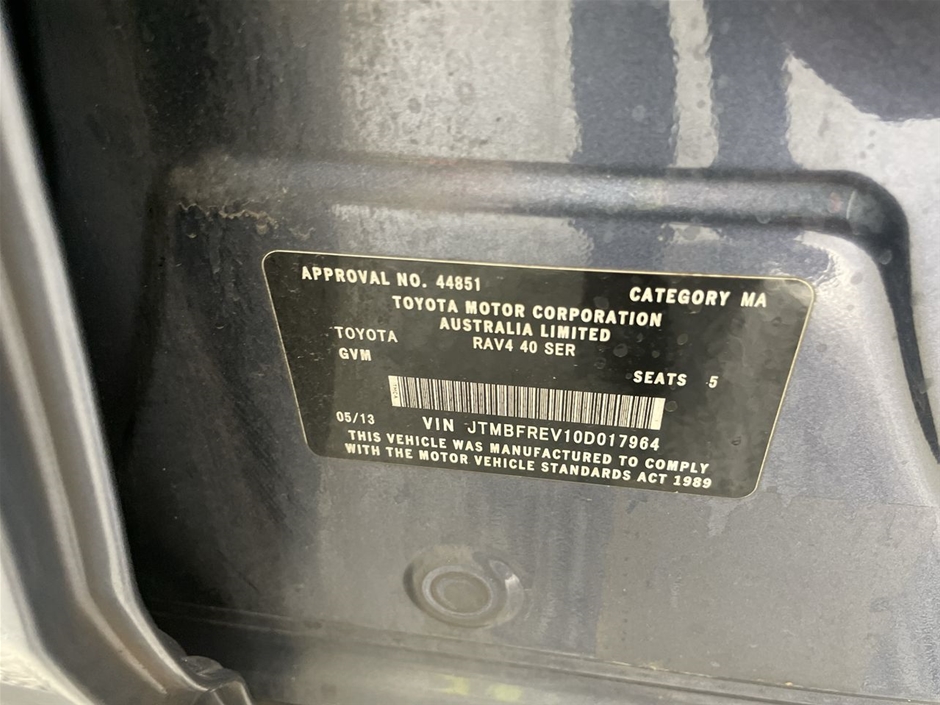 APPROVAL NO. 44851 CATEGORY MA
TOYOTA MOTOR CORPORATION
AUSTRALIA LIMITED
TOYOTA RAV4 40 SER
GVM SEATS 5
05/13 VIN JTMBFREV10D017964
THIS VEHICLE WAS MANUFACTURED TO COMPLY
WITH THE MOTOR VEHICLE STANDARDS ACT 1989